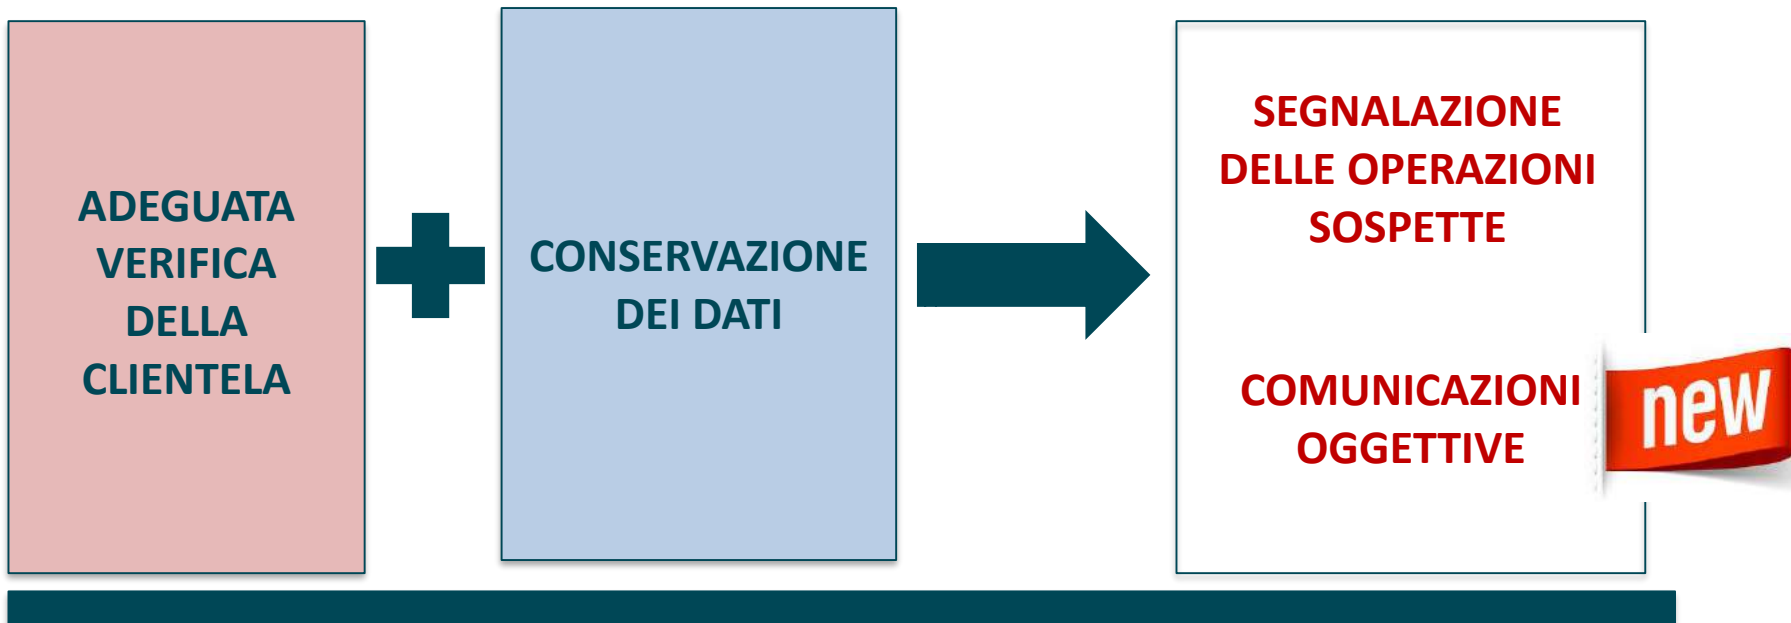 ADEGUATA
VERIFICA
DELLA
CLIENTELA
CONSERVAZIONE
DEI DATI
SEGNALAZIONE
DELLE OPERAZIONI
SOSPETTE
COMUNICAZIONI
OGGETTIVE
new